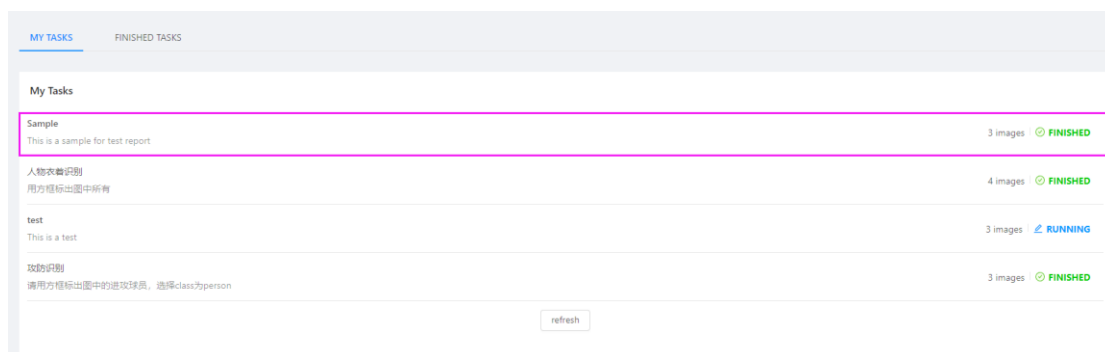 MY TASKS FINISHED TASKS
My Tasks
Sample
3 images FINISHED
This is a sample for test report
人物衣着识别
4 images FINISHED
用方框标出图中所有
test
3 images RUNNING
This is a test
攻防识别
3 images FINISHED
请用方框标出图中的进攻球员，选择class为person
refresh